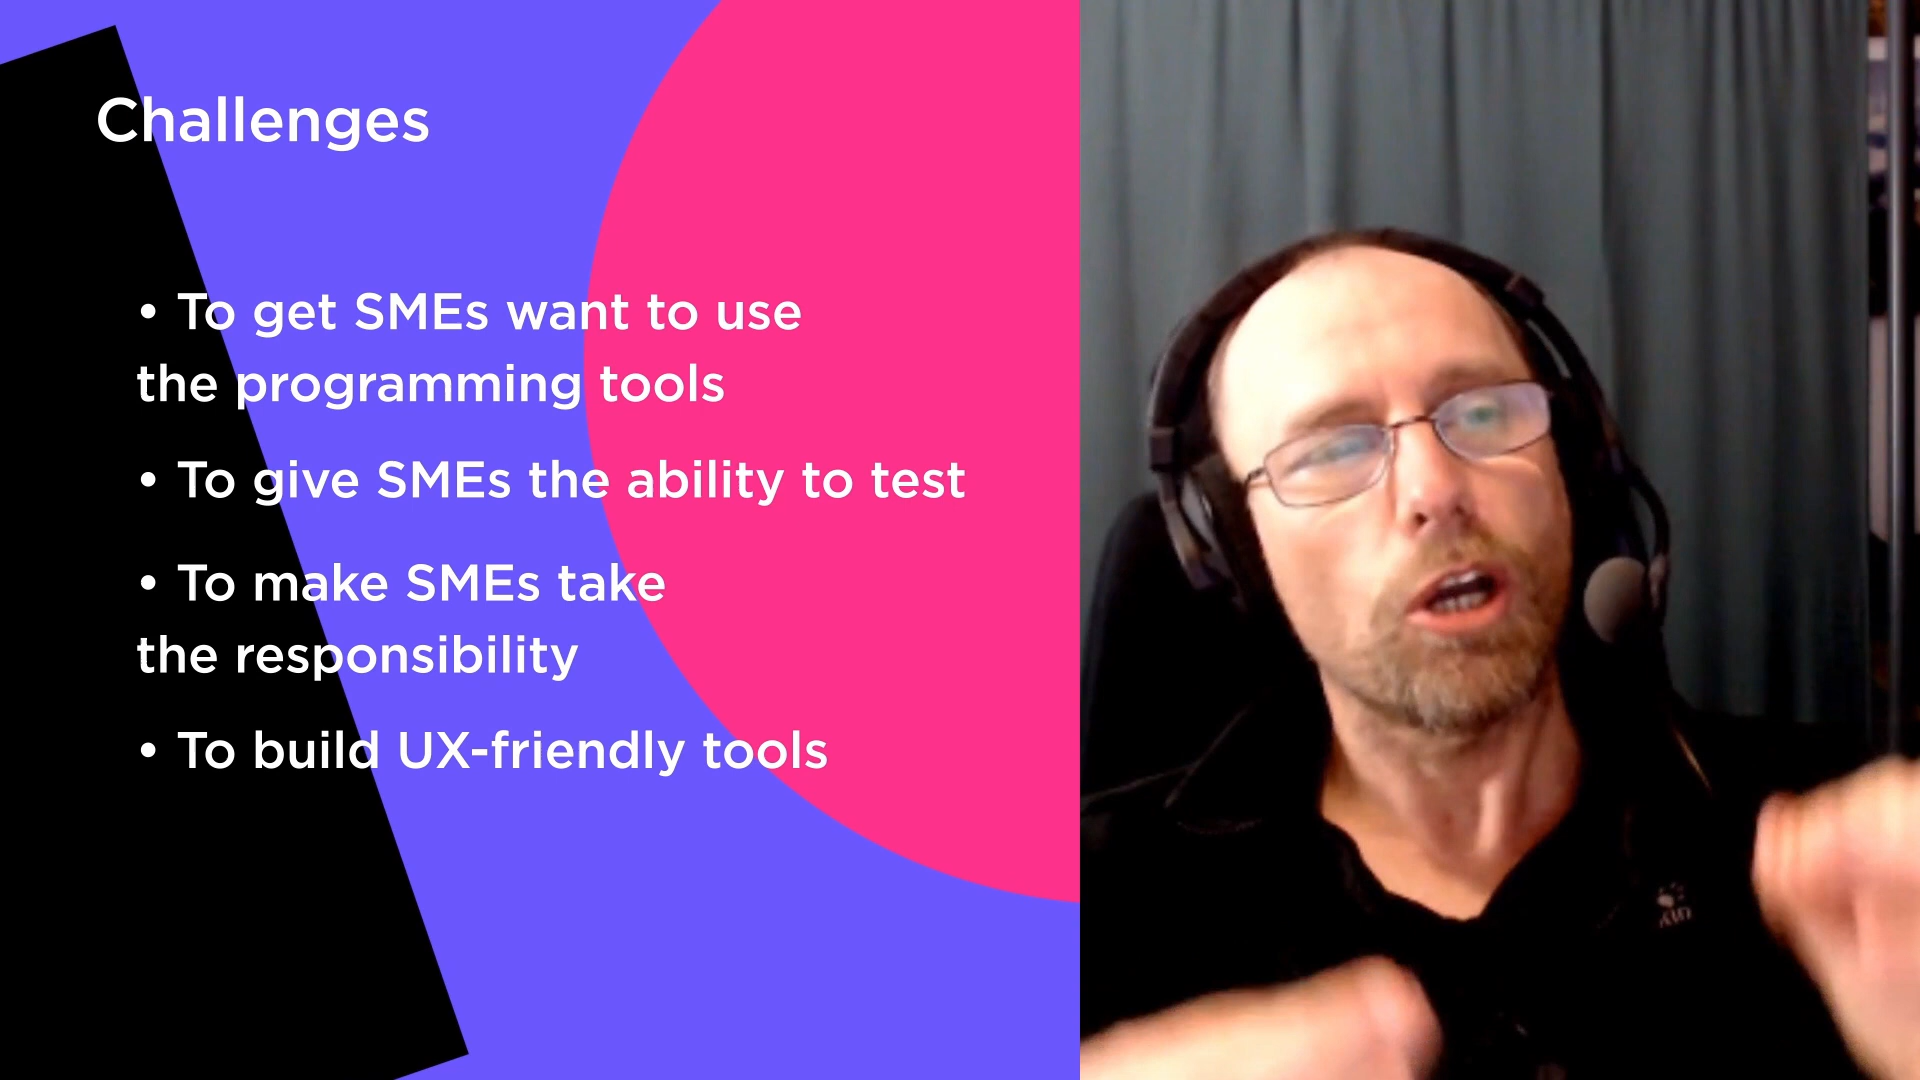 Challenges
• To get SMEs want to use
the programming tools
• To give SMEs the ability to test
• To make SMEs take
the responsibility
• To build UX-friendly tools